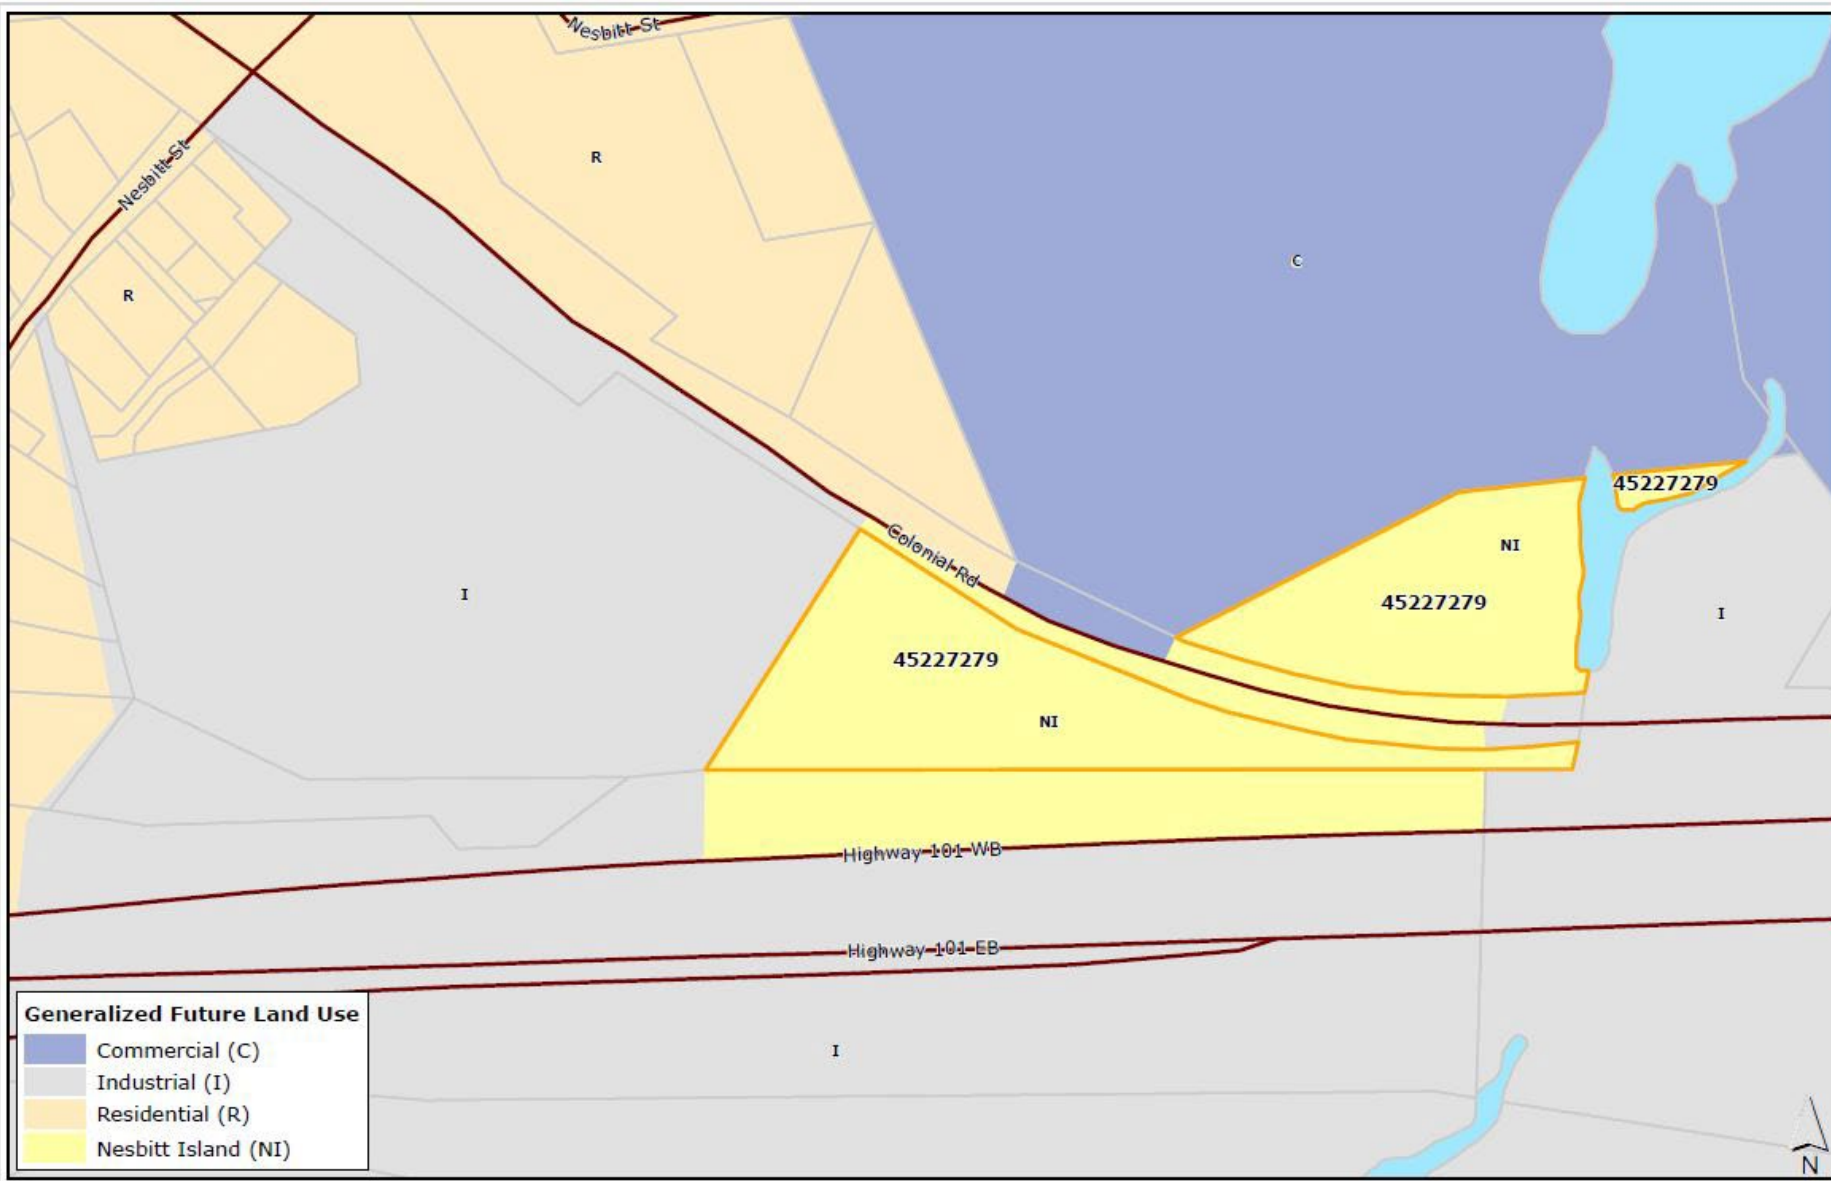 Nesbitt St
Nesbitt St
R
R
C
45227279
NI
45227279
I
I
Colonial Rd
45227279
NI
Highway 101 WB
Highway 101 EB
I
Generalized Future Land Use
Commercial (C)
Industrial (I)
Residential (R)
Nesbitt Island (NI)
N